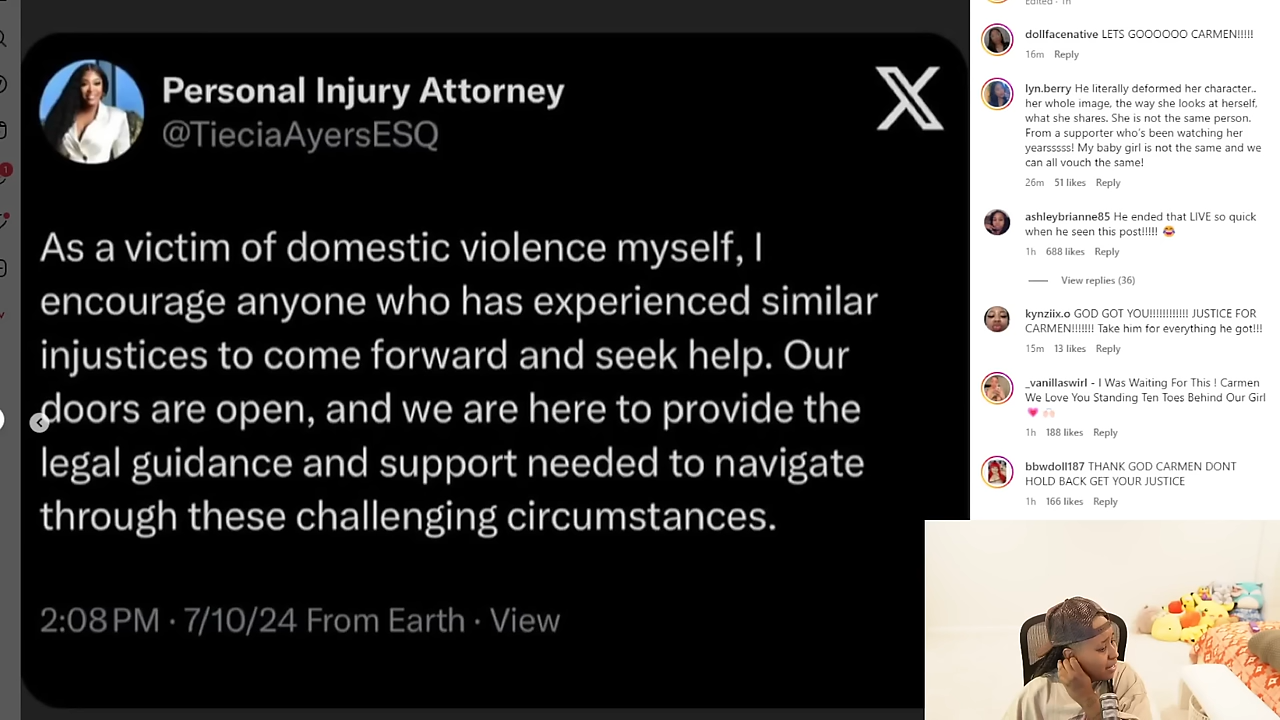 Personal Injury Attorney
@TieciaAyersESQ
As a victim of domestic violence myself, I
encourage anyone who has experienced similar
injustices to come forward and seek help. Our
doors are open, and we are here to provide the
legal guidance and support needed to navigate
through these challenging circumstances.
2:08 PM · 7/10/24 From Earth · View
Edited · 1h
dollfacenative LETS GOOOOOO CARMEN!!!!!
16m Reply
lyn.berry He literally deformed her character..
her whole image, the way she looks at herself,
what she shares. She is not the same person.
From a supporter who's been watching her
yearsssss! My baby girl is not the same and we
can all vouch the same!
26m 51 likes Reply
ashleybrianne85 He ended that LIVE so quick
when he seen this post!!!!! 😂
1h 688 likes Reply
View replies (36)
kynziix.o GOD GOT YOU!!!!!!!!!!!! JUSTICE FOR
CARMEN!!!!!!! Take him for everything he got!!!
15m 13 likes Reply
_vanillaswirl - I Was Waiting For This ! Carmen
We Love You Standing Ten Toes Behind Our Girl
💗 🙌🏻
1h 188 likes Reply
bbwdoll187 THANK GOD CARMEN DONT
HOLD BACK GET YOUR JUSTICE
1h 166 likes Reply
1